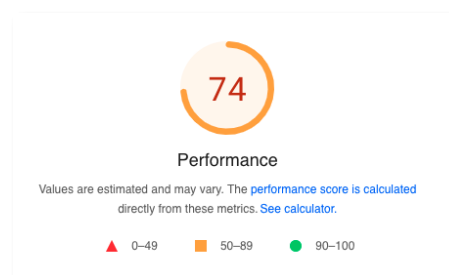 74
Performance
Values are estimated and may vary. The performance score is calculated
directly from these metrics. See calculator.
0–49 50–89 90–100